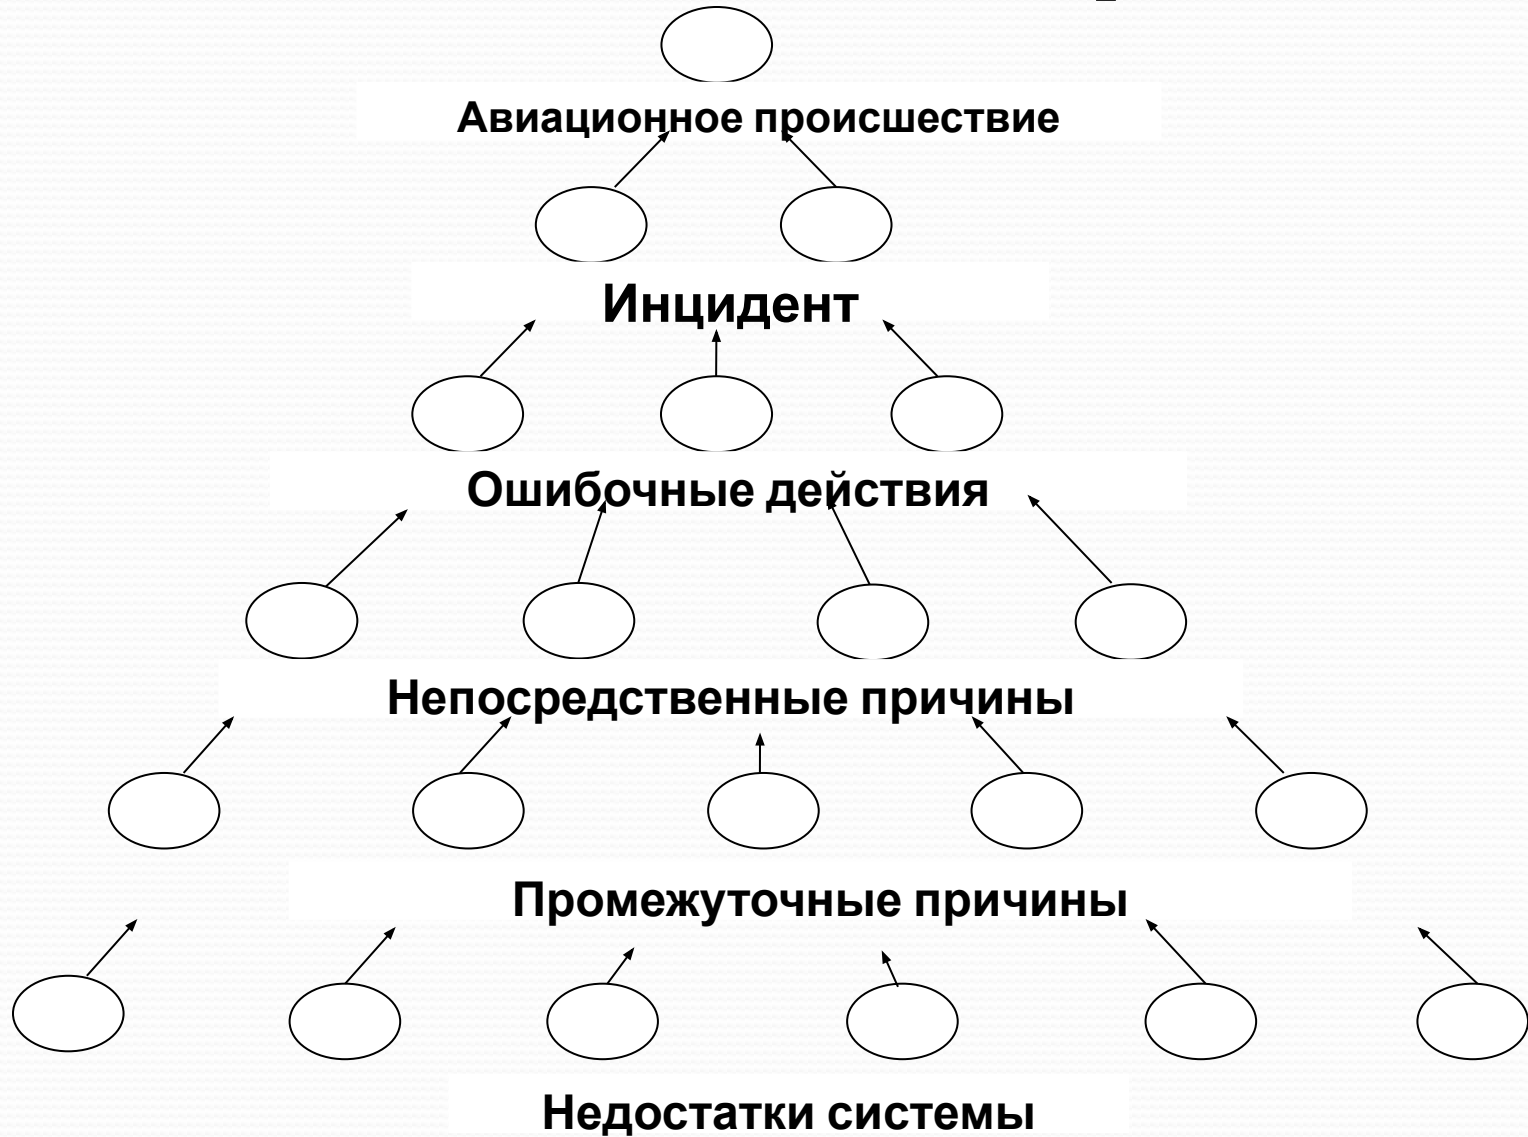 Авиационное происшествие
Инцидент
Ошибочные действия
Непосредственные причины
Промежуточные причины
Недостатки системы